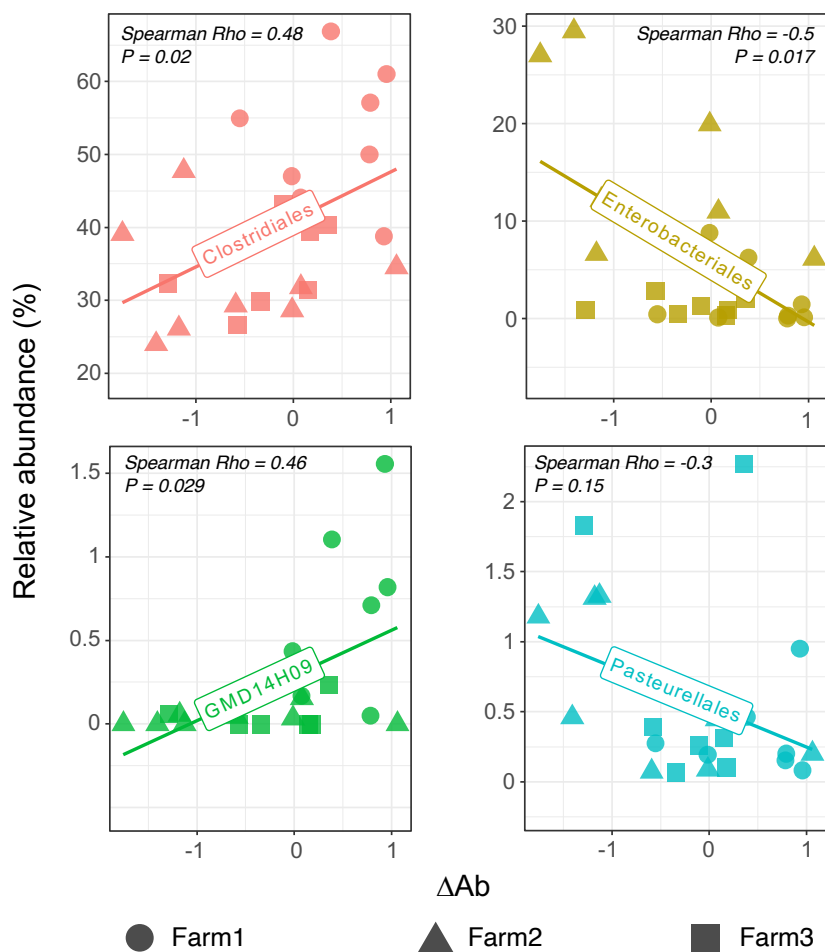 Relative abundance (%)
Spearman Rho = 0.48
P = 0.02
60
50
40
30
20
Clostridiales
-1
0
1
Spearman Rho = -0.5
P = 0.017
30
20
10
0
Enterobacteriales
-1
0
1
Spearman Rho = 0.46
P = 0.029
1.5
1
0.5
0
GMD14H09
-1
0
1
Spearman Rho = -0.3
P = 0.15
2
1
0.5
0
Pasteurellales
-1
0
1
ΔAb
Farm1
Farm2
Farm3